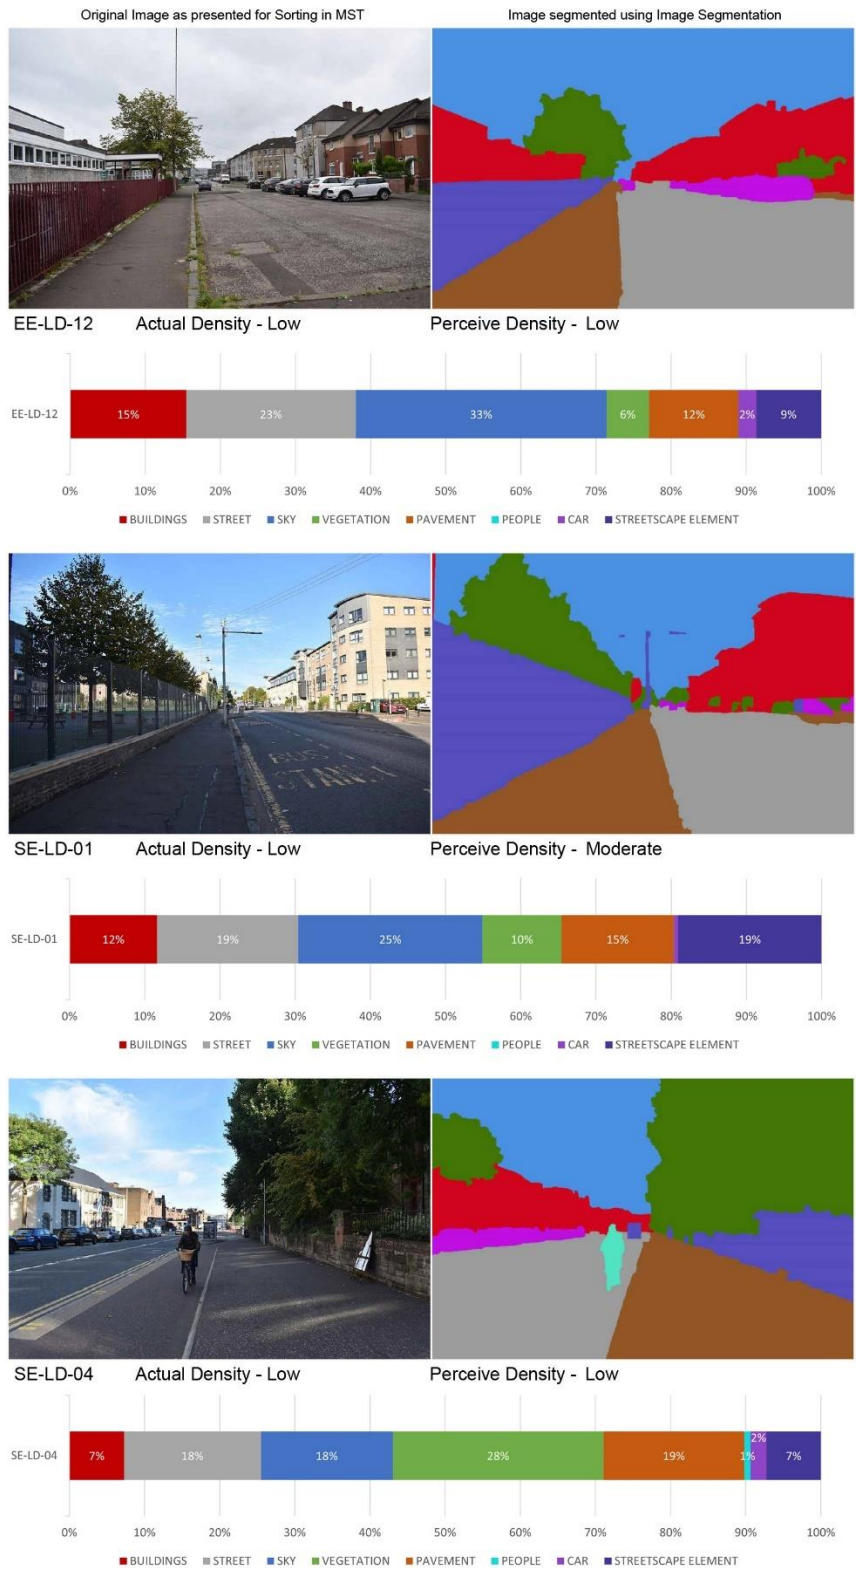 Original Image as presented for Sorting in MST Image segmented using Image Segmentation
EE-LD-12 Actual Density - Low Perceive Density - Low
EE-LD-12 15% 23% 33% 6% 12% 2% 9%
0% 10% 20% 30% 40% 50% 60% 70% 80% 90% 100%
BUILDINGS STREET SKY VEGETATION PAVEMENT PEOPLE CAR STREETSCAPE ELEMENT
BUS
STAN
SE-LD-01 Actual Density - Low Perceive Density - Moderate
SE-LD-01 12% 19% 25% 10% 15% 19%
0% 10% 20% 30% 40% 50% 60% 70% 80% 90% 100%
BUILDINGS STREET SKY VEGETATION PAVEMENT PEOPLE CAR STREETSCAPE ELEMENT
SE-LD-04 Actual Density - Low Perceive Density - Low
2%
SE-LD-04 7% 18% 18% 28% 19% 1% 7%
0% 10% 20% 30% 40% 50% 60% 70% 80% 90% 100%
BUILDINGS STREET SKY VEGETATION PAVEMENT PEOPLE CAR STREETSCAPE ELEMENT